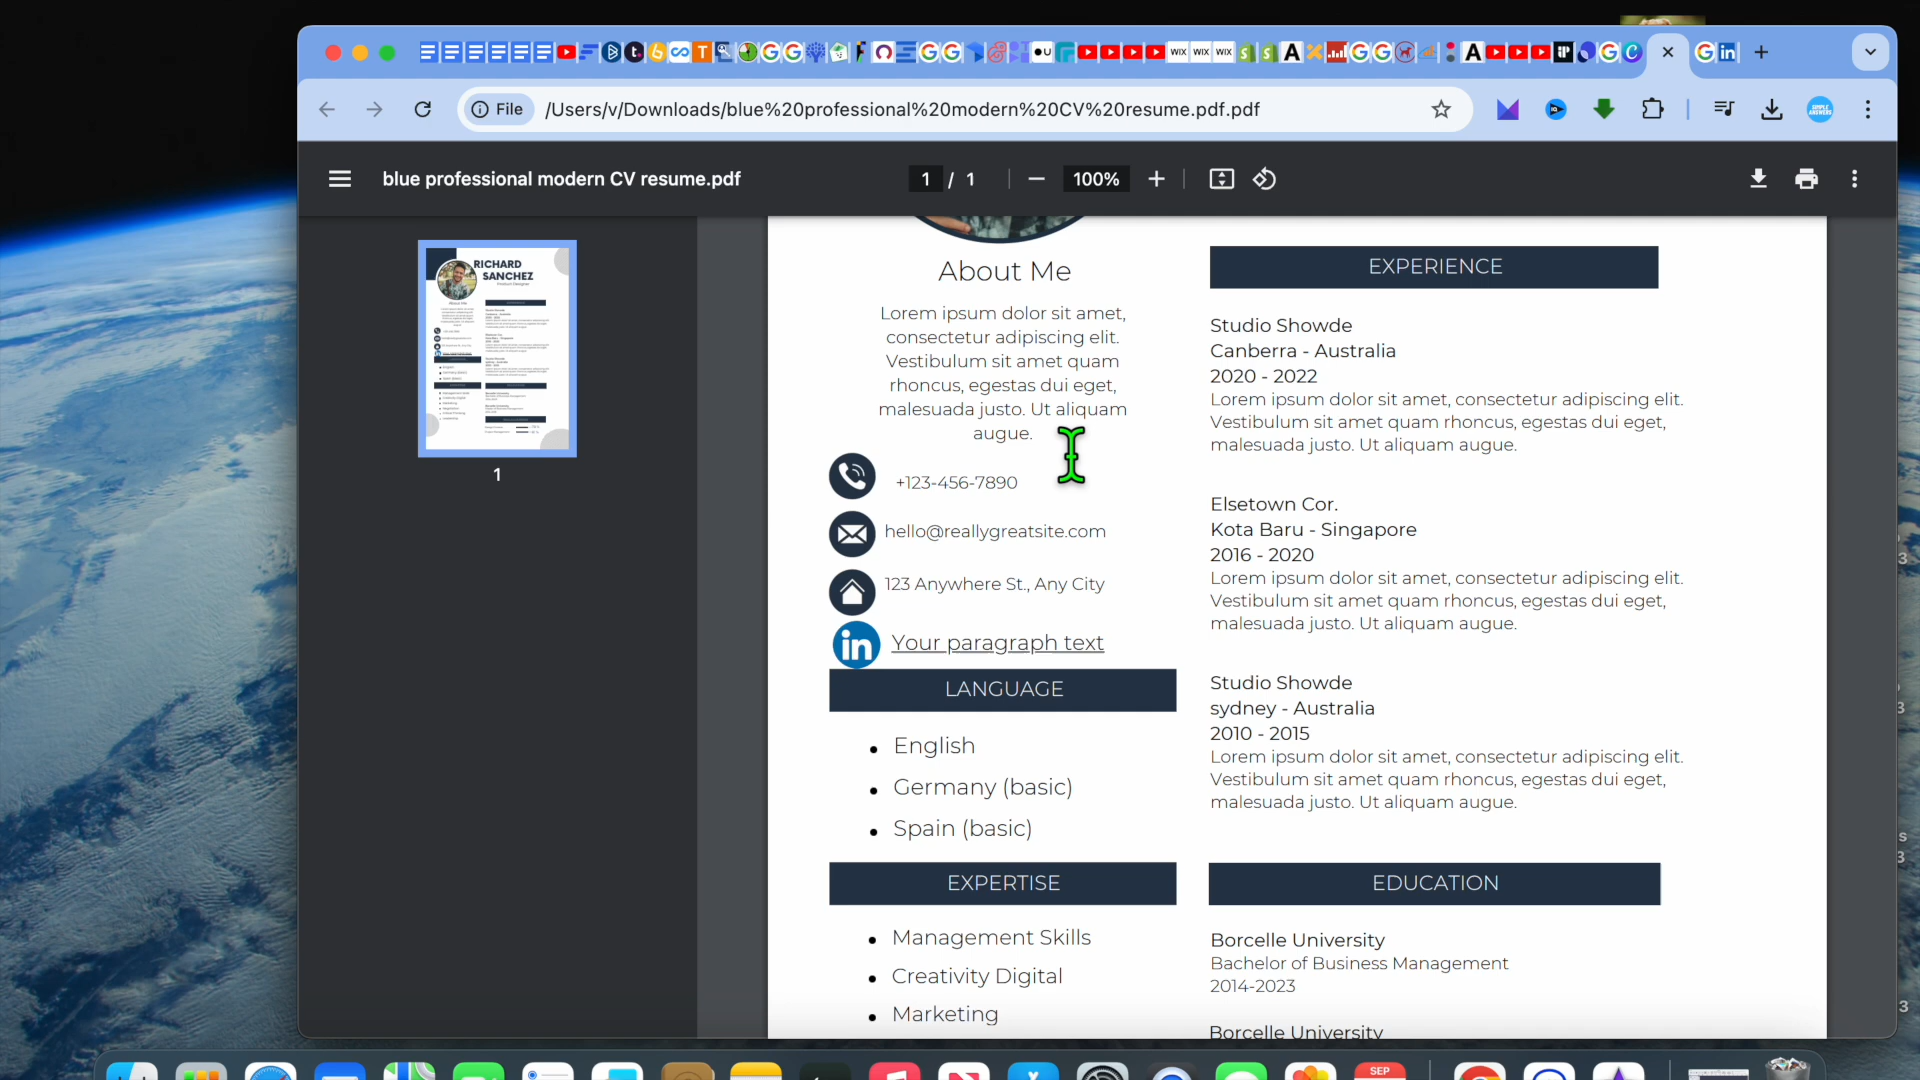 File
/Users/v/Downloads/blue%20professional%20modern%20CV%20resume.pdf.pdf
blue professional modern CV resume.pdf
1 / 1
100%
RICHARD
SANCHEZ
Product Designer
1
About Me
Lorem ipsum dolor sit amet,
consectetur adipiscing elit.
Vestibulum sit amet quam
rhoncus, egestas dui eget,
malesuada justo. Ut aliquam
augue.
+123-456-7890
hello@reallygreatsite.com
123 Anywhere St., Any City
in
Your paragraph text
LANGUAGE
English
Germany (basic)
Spain (basic)
EXPERTISE
Management Skills
Creativity Digital
Marketing
EXPERIENCE
Studio Showde
Canberra - Australia
2020 - 2022
Lorem ipsum dolor sit amet, consectetur adipiscing elit.
Vestibulum sit amet quam rhoncus, egestas dui eget,
malesuada justo. Ut aliquam augue.
Elsetown Cor.
Kota Baru - Singapore
2016 - 2020
Lorem ipsum dolor sit amet, consectetur adipiscing elit.
Vestibulum sit amet quam rhoncus, egestas dui eget,
malesuada justo. Ut aliquam augue.
Studio Showde
sydney - Australia
2010 - 2015
Lorem ipsum dolor sit amet, consectetur adipiscing elit.
Vestibulum sit amet quam rhoncus, egestas dui eget,
malesuada justo. Ut aliquam augue.
EDUCATION
Borcelle University
Bachelor of Business Management
2014-2023
Borcelle University
SEP